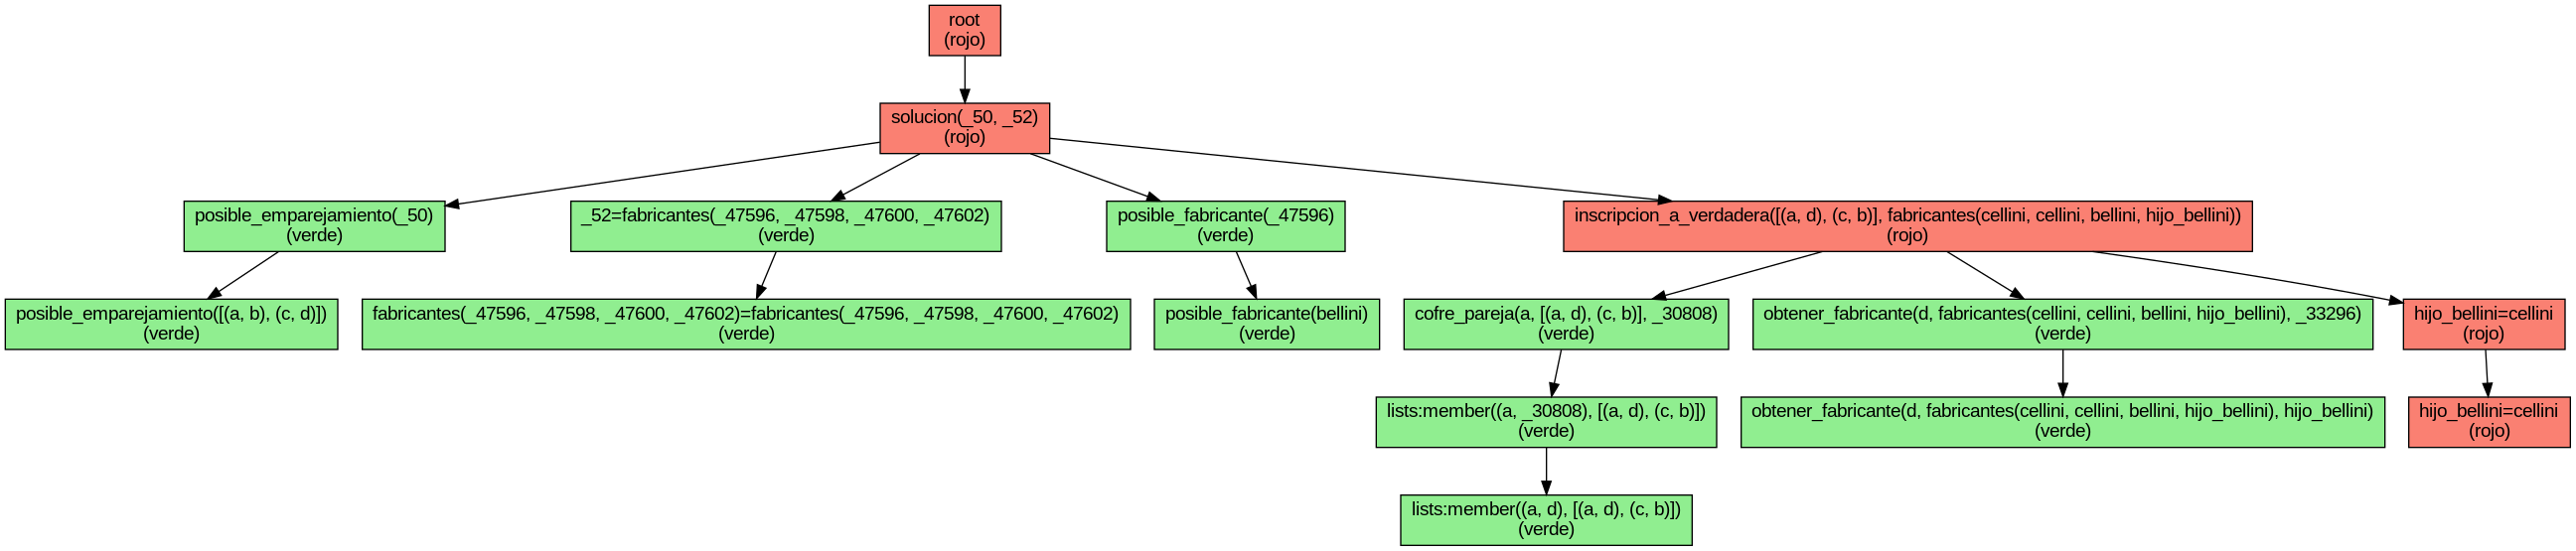 root
(rojo)
solucion(_50, _52)
(rojo)
posible_emparejamiento(_50)
(verde)
_52=fabricantes(_47596, _47598, _47600, _47602)
(verde)
posible_fabricante(_47596)
(verde)
inscripcion_a_verdadera([(a, d), (c, b)], fabricantes(cellini, cellini, bellini, hijo_bellini))
(rojo)
posible_emparejamiento([(a, b), (c, d)])
(verde)
fabricantes(_47596, _47598, _47600, _47602)=fabricantes(_47596, _47598, _47600, _47602)
(verde)
posible_fabricante(bellini)
(verde)
cofre_pareja(a, [(a, d), (c, b)], _30808)
(verde)
obtener_fabricante(d, fabricantes(cellini, cellini, bellini, hijo_bellini), _33296)
(verde)
hijo_bellini=cellini
(rojo)
lists:member((a, _30808), [(a, d), (c, b)])
(verde)
obtener_fabricante(d, fabricantes(cellini, cellini, bellini, hijo_bellini), hijo_bellini)
(verde)
hijo_bellini=cellini
(rojo)
lists:member((a, d), [(a, d), (c, b)])
(verde)